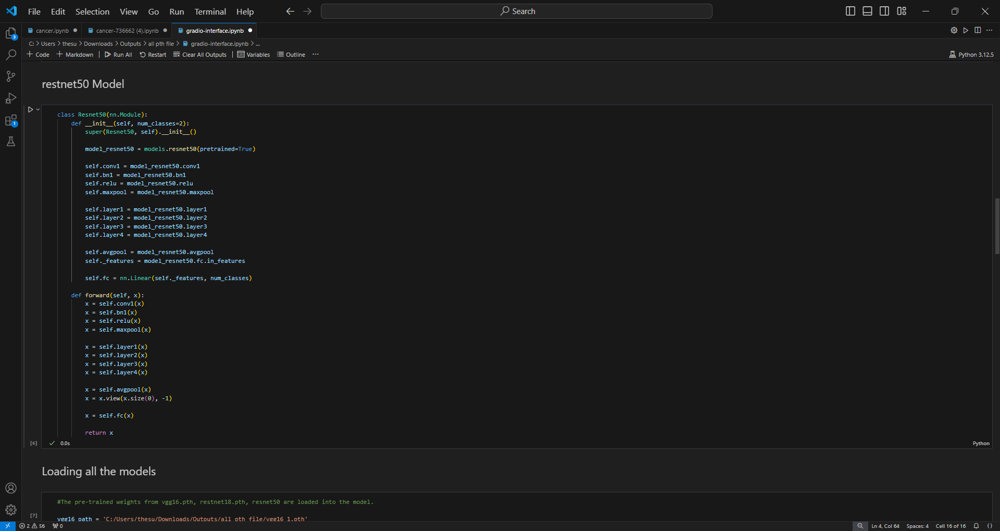 File Edit Selection View Go Run Terminal Help
Search
cancer.ipynb cancer-736662 (4).ipynb gradio-interface.ipynb
C: > Users > thesu > Downloads > Outputs > all pth file > gradio-interface.ipynb > ...
+ Code + Markdown | Run All Restart Clear All Outputs | Variables Outline ...
Python 3.12.5
3
1
restnet50 Model
class Resnet50(nn.Module):
def __init__(self, num_classes=2):
super(Resnet50, self).__init__()
model_resnet50 = models.resnet50(pretrained=True)
self.conv1 = model_resnet50.conv1
self.bn1 = model_resnet50.bn1
self.relu = model_resnet50.relu
self.maxpool = model_resnet50.maxpool
self.layer1 = model_resnet50.layer1
self.layer2 = model_resnet50.layer2
self.layer3 = model_resnet50.layer3
self.layer4 = model_resnet50.layer4
self.avgpool = model_resnet50.avgpool
self._features = model_resnet50.fc.in_features
self.fc = nn.Linear(self._features, num_classes)
def forward(self, x):
x = self.conv1(x)
x = self.bn1(x)
x = self.relu(x)
x = self.maxpool(x)
x = self.layer1(x)
x = self.layer2(x)
x = self.layer3(x)
x = self.layer4(x)
x = self.avgpool(x)
x = x.view(x.size(0), -1)
x = self.fc(x)
return x
[6] 0.0s Python
Loading all the models
#The pre-trained weights from vgg16.pth, restnet18.pth, resnet50 are loaded into the model.
[7]
vgg16_path = 'C:/Users/thesu/Downloads/Outputs/all pth file/vgg16_1.pth'
2 56 0 Ln 4, Col 64 Spaces: 4 Cell 16 of 16 {}